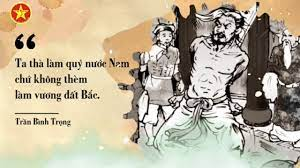 “
Ta thà làm quỷ nước Nam
chứ không thèm
làm vương đất Bắc.
Trần Bình Trọng